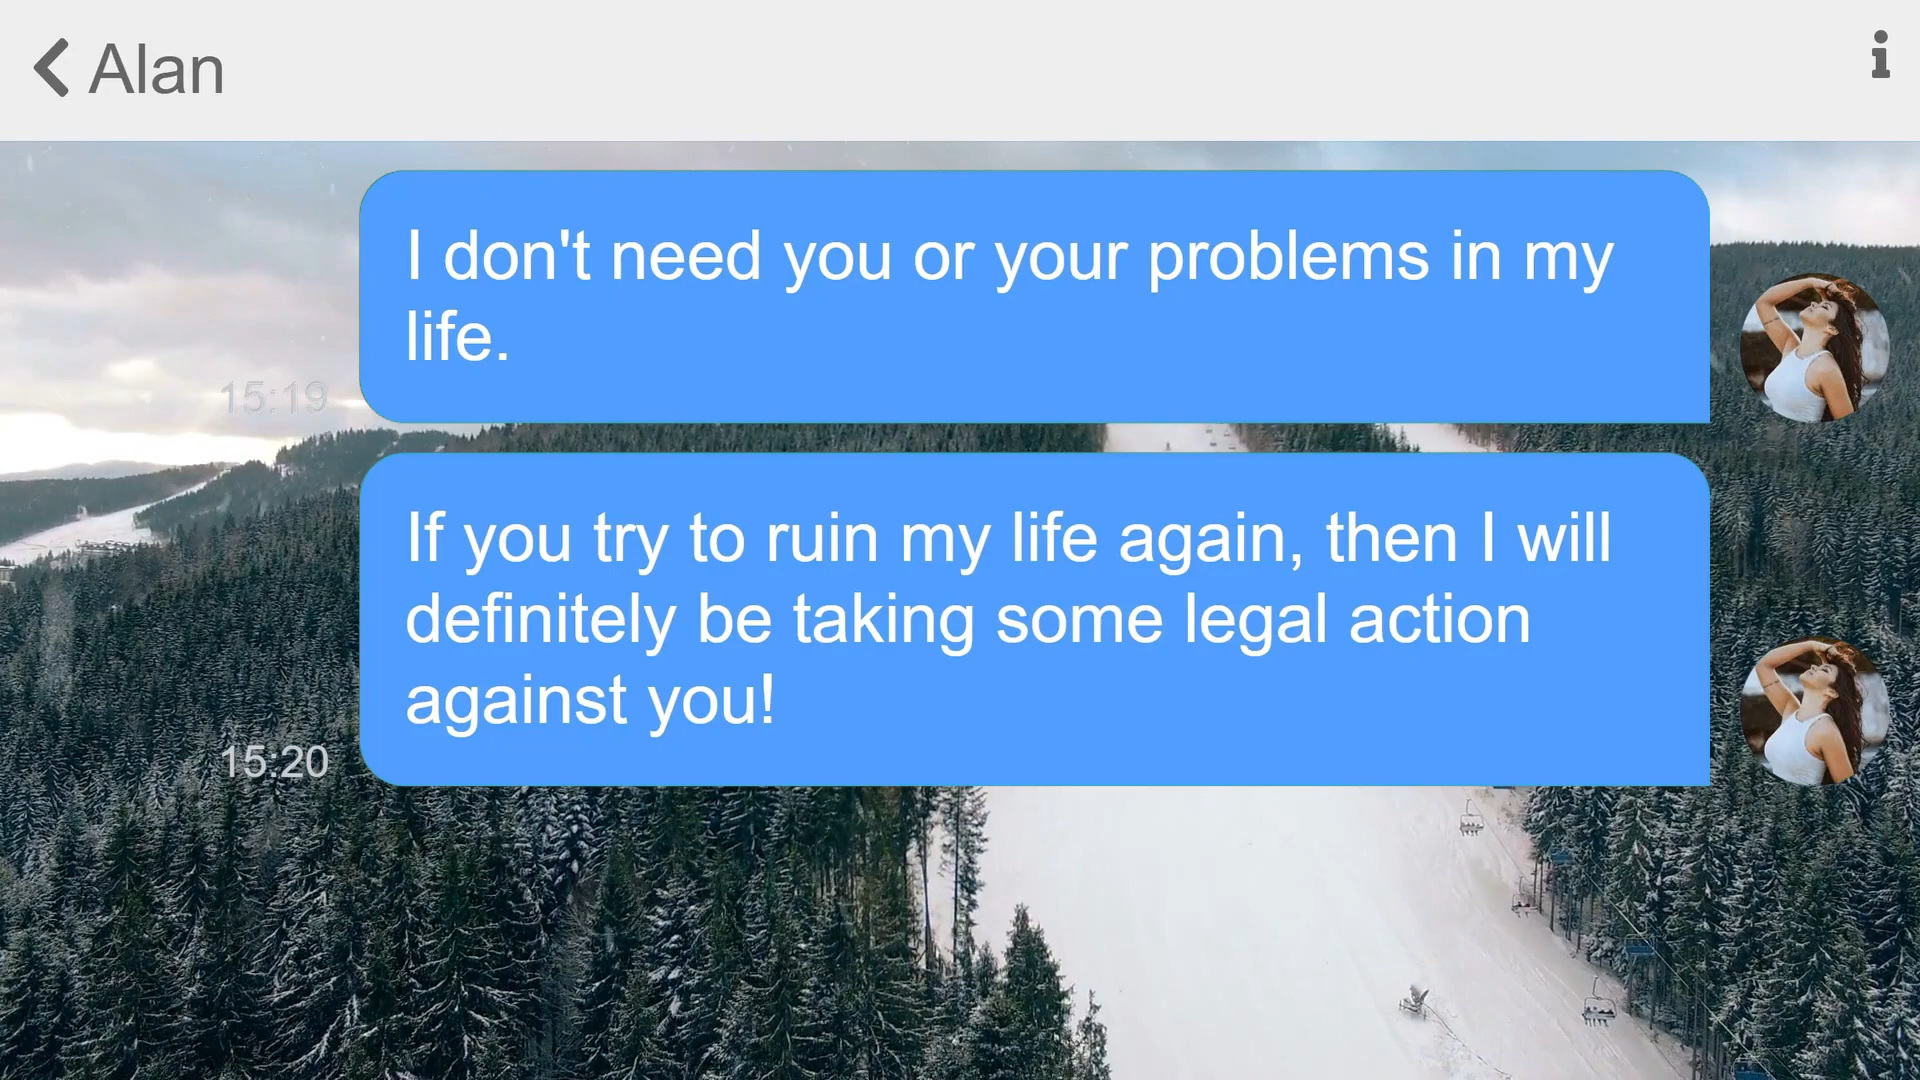 Alan
I don't need you or your problems in my
life.
15:19
If you try to ruin my life again, then I will
definitely be taking some legal action
against you!
15:20